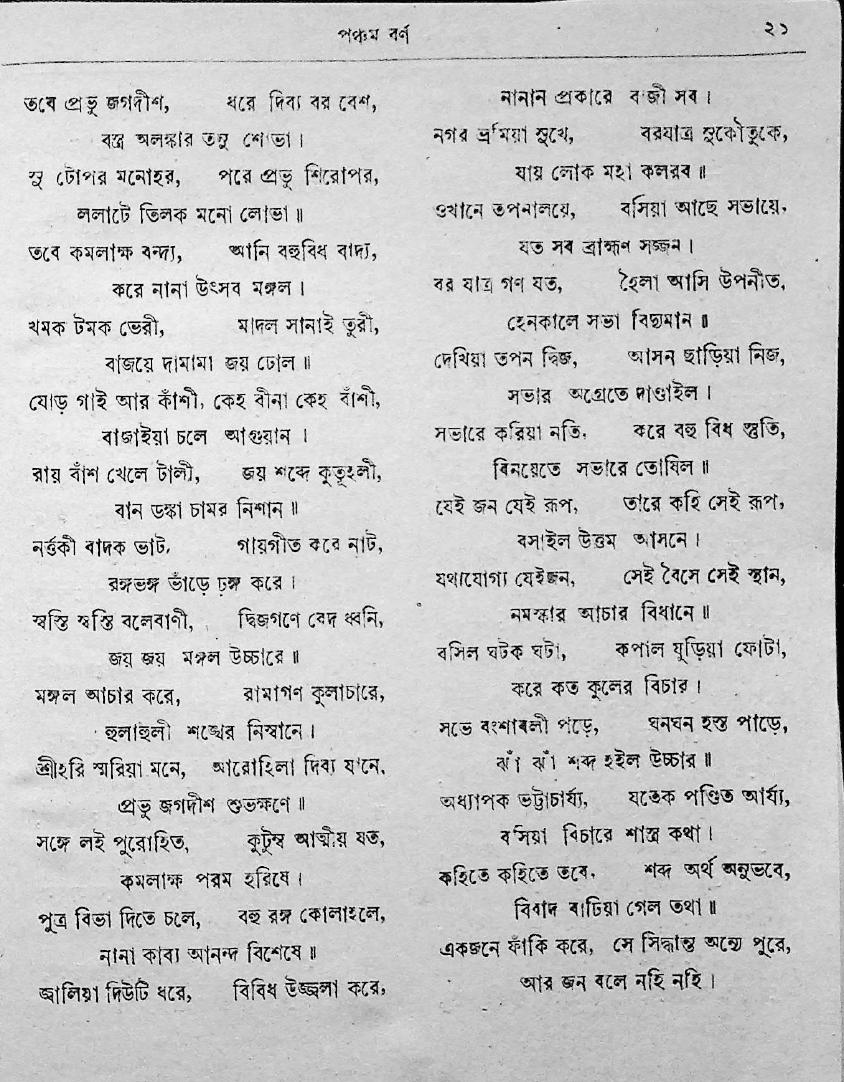 পঞ্চম বর্ণ ২১
তবে প্রভু জগদীশ, ধরে দিব্য বর বেশ,
বস্ত্র অলঙ্কার তনু শোভা ।
সু টোপর মনোহর, পরে প্রভু শিরোপর,
ললাটে তিলক মনো লোভা ॥
তবে কমলাক্ষ বন্দ্য, আনি বহুবিধ বাদ্য,
করে নানা উৎসব মঙ্গল ।
খমক টমক ভেরী, মাদল সানাই তুরী,
বাজয়ে দামামা জয় ঢোল ॥
যোড় গাই আর কাঁশী, কেহ বীনা কেহ বাঁশী,
বাজাইয়া চলে আগুয়ান ।
রায় বাঁশ খেলে টালী, জয় শব্দে কুতূহলী,
বান ডঙ্কা চামর নিশান ॥
নর্ত্তকী বাদক ভাট, গায়গীত করে নাট,
রঙ্গভঙ্গ ভাঁড়ে ঢঙ্গ করে ।
স্বস্তি স্বস্তি বলেবাণী, দ্বিজগণে বেদ ধ্বনি,
জয় জয় মঙ্গল উচ্চারে ॥
মঙ্গল আচার করে, রামাগণ কুলাচারে,
হুলাহুলী শঙ্খের নিস্বানে ।
শ্রীহরি স্মরিয়া মনে, আরোহিলা দিব্য যানে,
প্রভু জগদীশ শুভক্ষণে ॥
সঙ্গে লই পুরোহিত, কুটুম্ব আত্মীয় যত,
কমলাক্ষ পরম হরিষে ।
পুত্র বিভা দিতে চলে, বহু রঙ্গ কোলাহলে,
নানা কাব্য আনন্দ বিশেষে ॥
জ্বালিয়া দিউটি ধরে, বিবিধ উজ্জ্বলা করে,
নানান প্রকারে বাজী সব ।
নগর ভ্রমিয়া সুখে, বরযাত্র সুকৌতুকে,
যায় লোক মহা কলরব ॥
ওখানে তপনালয়ে, বসিয়া আছে সভায়ে,
যত সব ব্রাহ্মণ সজ্জন ।
বর যাত্র গণ যত, হৈলা আসি উপনীত,
হেনকালে সভা বিদ্যমান ॥
দেখিয়া তপন দ্বিজ, আসন ছাড়িয়া নিজ,
সভার অগ্রেতে দাণ্ডাইল ।
সভারে করিয়া নতি, করে বহু বিধ স্তুতি,
বিনয়েতে সভারে তোষিল ॥
যেই জন যেই রূপ, তারে কহি সেই রূপ,
বসাইল উত্তম আসনে ।
যথাযোগ্য যেইজন, সেই বৈসে সেই স্থান,
নমস্কার আচার বিধানে ॥
বসিল ঘটক ঘটা, কপাল যুড়িয়া ফোটা,
করে কত কুলের বিচার ।
সভে বংশাবলী পড়ে, ঘনঘন হস্ত পাড়ে,
ঝাঁ ঝাঁ শব্দ হইল উচ্চার ॥
অধ্যাপক ভট্টাচার্য্য, যতেক পণ্ডিত আর্য্য,
বসিয়া বিচারে শাস্ত্র কথা ।
কহিতে কহিতে তবে, শব্দ অর্থ অনুভবে,
বিবাদ বাঢিয়া গেল তথা ॥
একজনে ফাঁকি করে, সে সিদ্ধান্ত অন্যে পুরে,
আর জন বলে নহি নহি ।